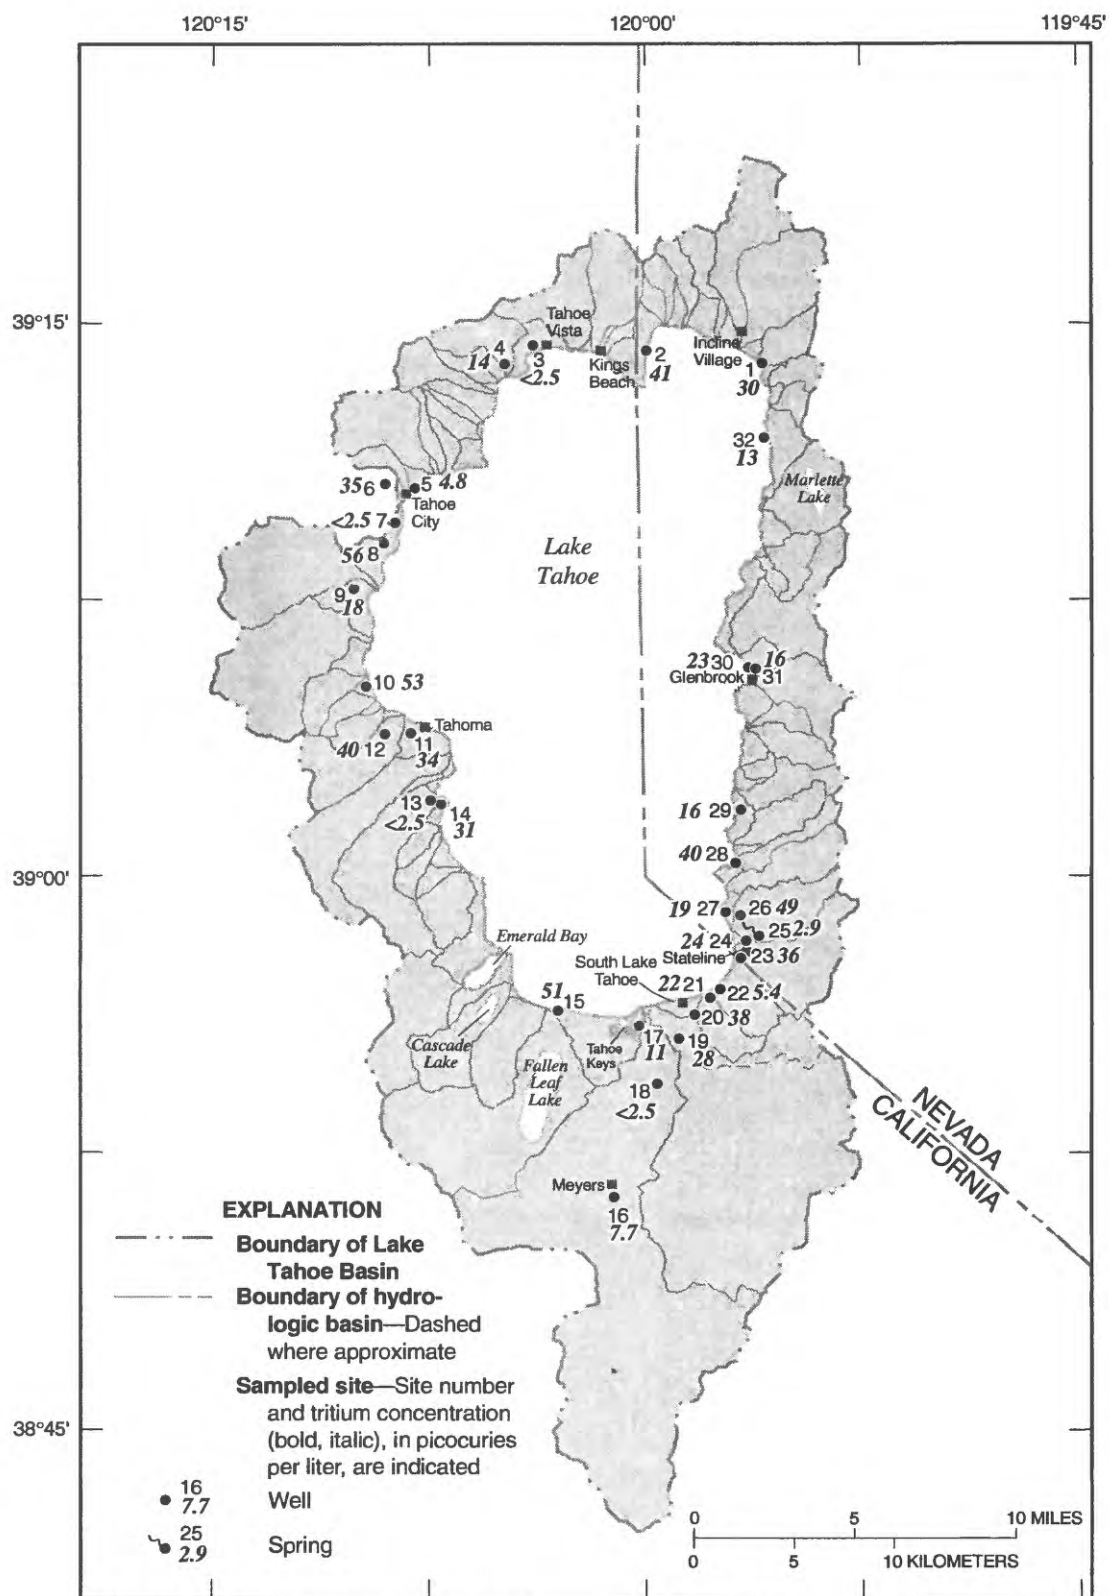 120°15'
120°00'
119°45'
39°15'
Tahoe
Vista
4
14
3
<2.5
Kings
Beach
2
41
Incline
Village
1
30
32
13
Marlette
Lake
35 6
5 4.8
Tahoe
City
<2.5 7
56 8
Lake
Tahoe
9
18
23 30
16
Glenbrook
31
10 53
Tahoma
40 12
11
34
13
<2.5
14
31
16 29
40 28
39°00'
19 27
26 49
25 2.9
24 24
Stateline
23 36
Emerald Bay
South Lake
Tahoe
22 21
22 5.4
51
15
20 38
Cascade
Lake
Fallen
Leaf
Lake
Tahoe
Keys
17
11
19
28
18
<2.5
NEVADA
CALIFORNIA
Meyers
16
7.7
EXPLANATION
Boundary of Lake
Tahoe Basin
Boundary of hydro-
logic basin—Dashed
where approximate
Sampled site—Site number
and tritium concentration
(bold, italic), in picocuries
per liter, are indicated
38°45'
16
7.7
Well
25
2.9
Spring
0 5 10 MILES
0 5 10 KILOMETERS